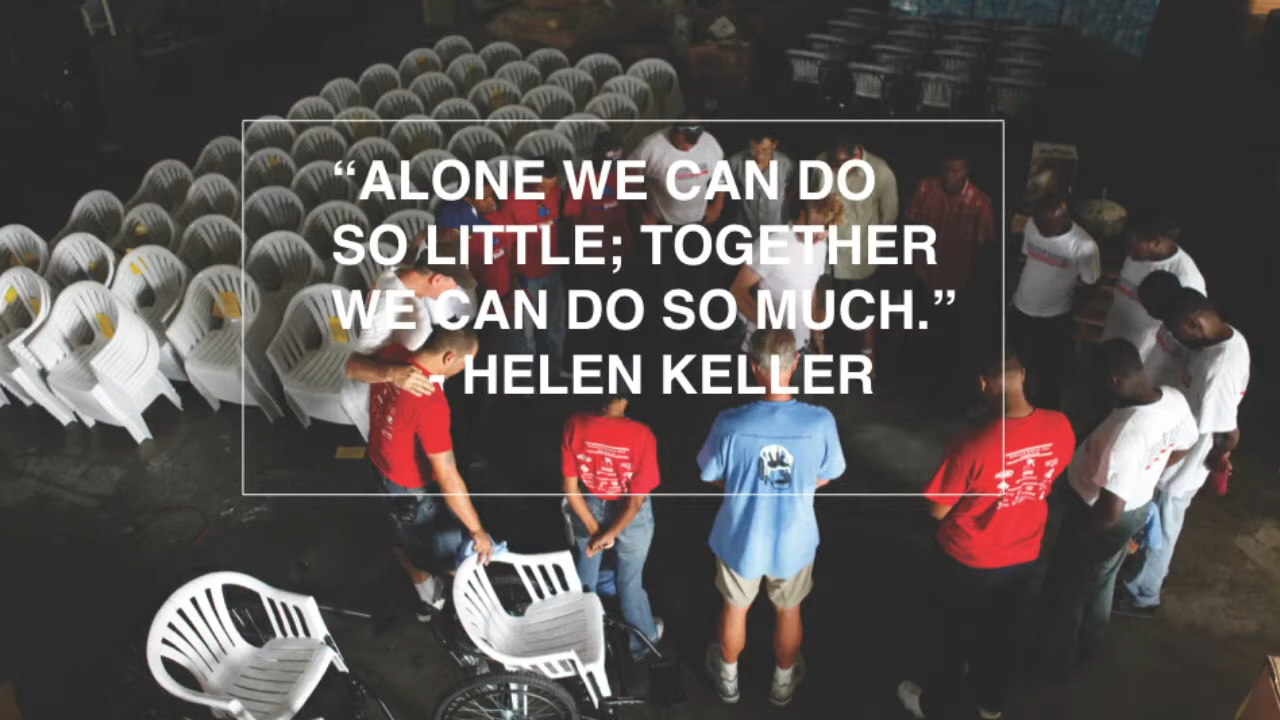 “ALONE WE CAN DO
SO LITTLE; TOGETHER
WE CAN DO SO MUCH.”
- HELEN KELLER